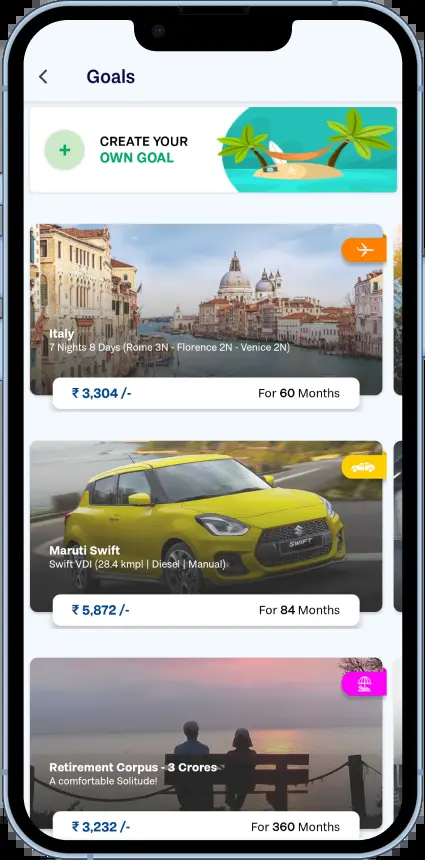 Goals
CREATE YOUR
OWN GOAL
Italy
7 Nights 8 Days (Rome 3N - Florence 2N - Venice 2N)
₹ 3,304 /-
For 60 Months
SWIFT
Maruti Swift
Swift VDI (28.4 kmpl | Diesel | Manual)
₹ 5,872 /-
For 84 Months
Retirement Corpus - 3 Crores
A comfortable Solitude!
₹ 3,232 /-
For 360 Months